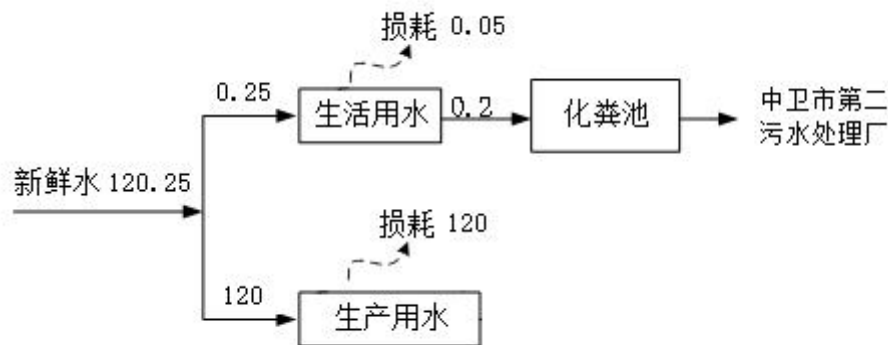 损耗 0.05
0.25
生活用水
0.2
化粪池
中卫市第二
污水处理厂
新鲜水 120.25
损耗 120
120
生产用水